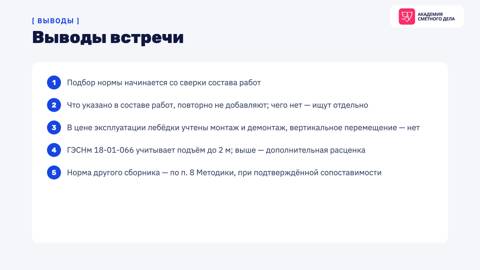 [ ВЫВОДЫ ]
Выводы встречи
АКАДЕМИЯ
СМЕТНОГО ДЕЛА
1 Подбор нормы начинается со сверки состава работ
2 Что указано в составе работ, повторно не добавляют; чего нет — ищут отдельно
3 В цене эксплуатации лебёдки учтены монтаж и демонтаж, вертикальное перемещение — нет
4 ГЭСНм 18-01-066 учитывает подъём до 2 м; выше — дополнительная расценка
5 Норма другого сборника — по п. 8 Методики, при подтверждённой сопоставимости